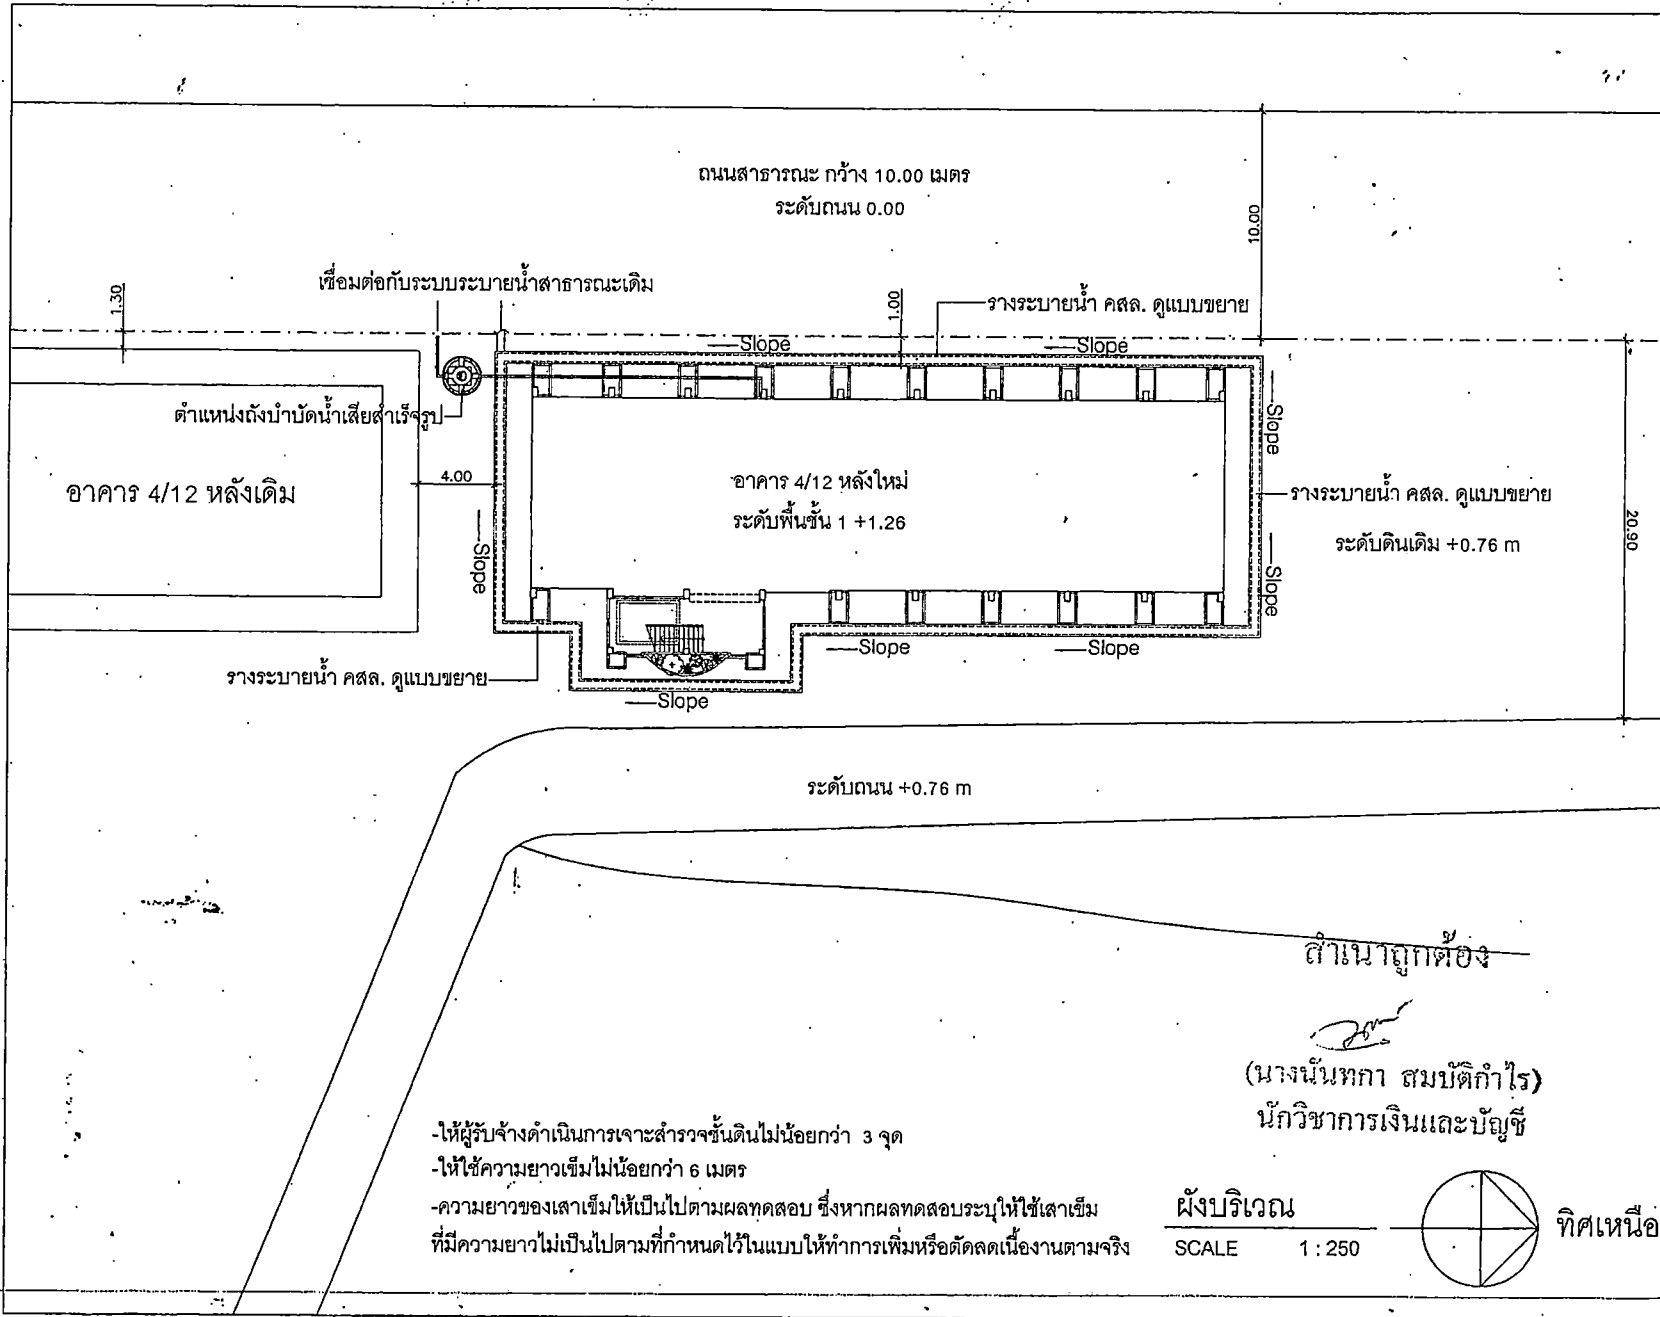 ถนนสาธารณะ กว้าง 10.00 เมตร
ระดับถนน 0.00
10.00
เชื่อมต่อกับระบบระบายน้ำสาธารณะเดิม
1.30
1.00
รางระบายน้ำ คสล. ดูแบบขยาย
Slope
Slope
ตำแหน่งถังบำบัดน้ำเสียสำเร็จรูป
Slope
4.00
อาคาร 4/12 หลังเดิม
อาคาร 4/12 หลังใหม่
ระดับพื้นชั้น 1 +1.26
รางระบายน้ำ คสล. ดูแบบขยาย
ระดับดินเดิม +0.76 m
20.90
Slope
Slope
Slope
Slope
รางระบายน้ำ คสล. ดูแบบขยาย
Slope
ระดับถนน +0.76 m
สำเนาถูกต้อง
(นางนันทกา สมบัติกำไร)
นักวิชาการเงินและบัญชี
-ให้ผู้รับจ้างดำเนินการเจาะสำรวจชั้นดินไม่น้อยกว่า 3 จุด
-ให้ใช้ความยาวเข็มไม่น้อยกว่า 6 เมตร
-ความยาวของเสาเข็มให้เป็นไปตามผลทดสอบ ซึ่งหากผลทดสอบระบุให้ใช้เสาเข็ม
ที่มีความยาวไม่เป็นไปตามที่กำหนดไว้ในแบบให้ทำการเพิ่มหรือตัดลดเนื้องานตามจริง
ผังบริเวณ
SCALE 1 : 250
ทิศเหนือ